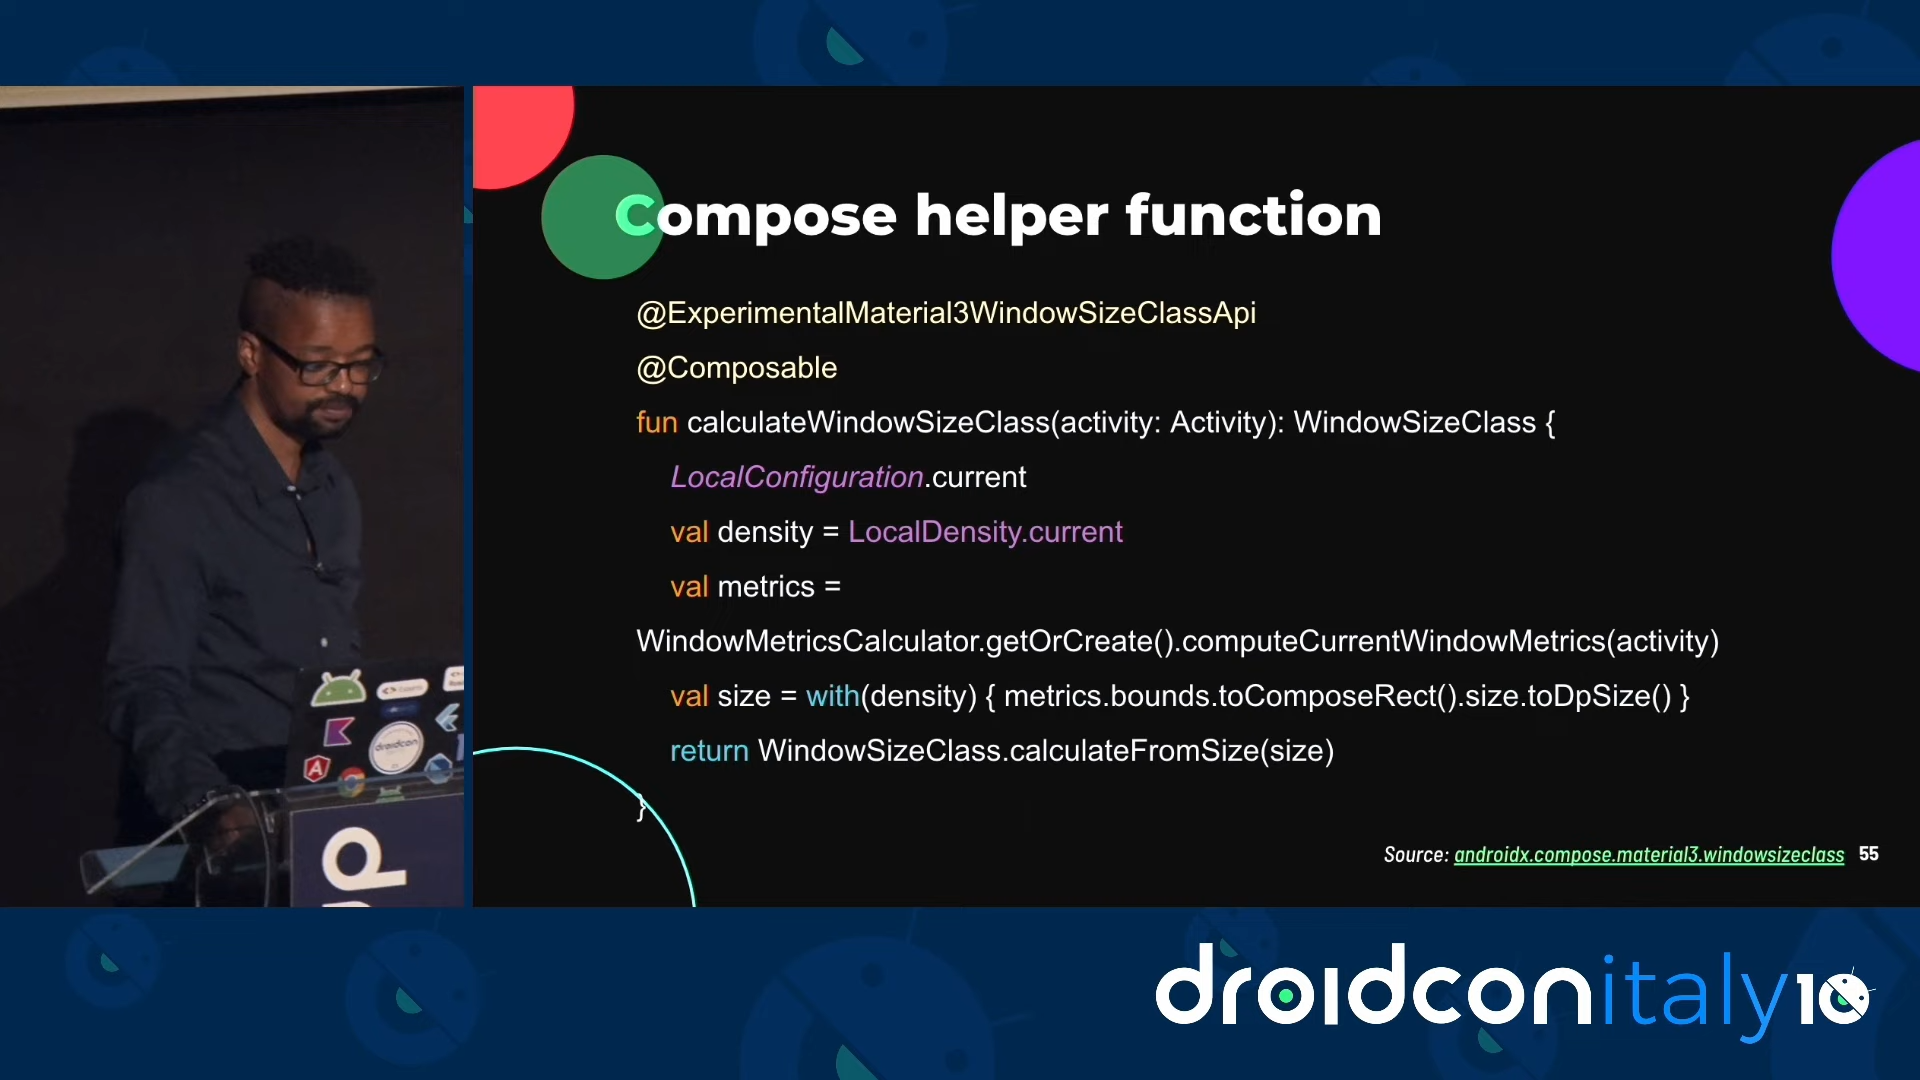 Compose helper function
@ExperimentalMaterial3WindowSizeClassApi
@Composable
fun calculateWindowSizeClass(activity: Activity): WindowSizeClass {
LocalConfiguration.current
val density = LocalDensity.current
val metrics =
WindowMetricsCalculator.getOrCreate().computeCurrentWindowMetrics(activity)
val size = with(density) { metrics.bounds.toComposeRect().size.toDpSize() }
return WindowSizeClass.calculateFromSize(size)
}
Source: androidx.compose.material3.windowsizeclass 55
droidcon
droidconitaly10